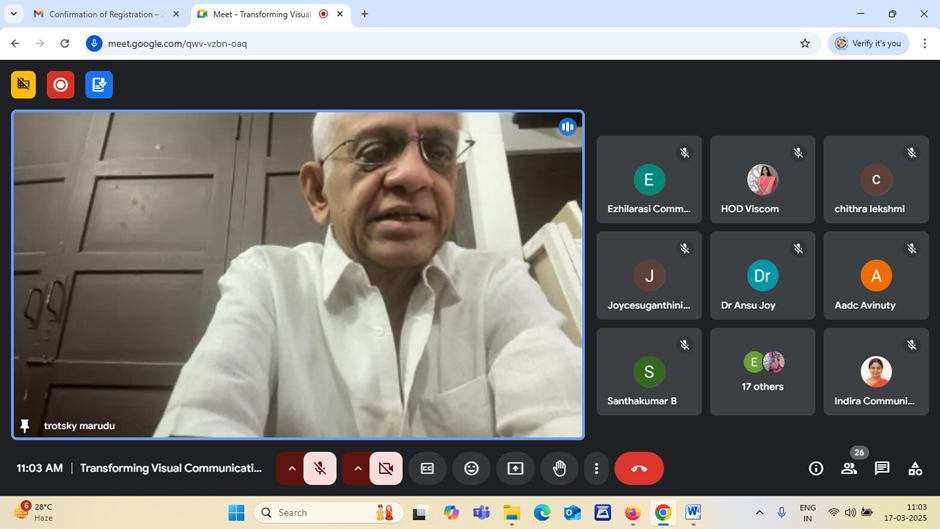 Confirmation of Registration – 2
Meet - Transforming Visual
meet.google.com/qwv-vzbn-oaq
Verify it's you
trotsky marudu
E
Ezhilarasi Comm...
HOD Viscom
c
chithra lekshmi
J
Joycesuganthini...
Dr
Dr Ansu Joy
A
Aadc Avinuty
S
Santhakumar B
E
17 others
Indira Communi...
11:03 AM | Transforming Visual Communicati...
26
6
28°C
Haze
Search
ENG
IN
11:03
17-03-2025